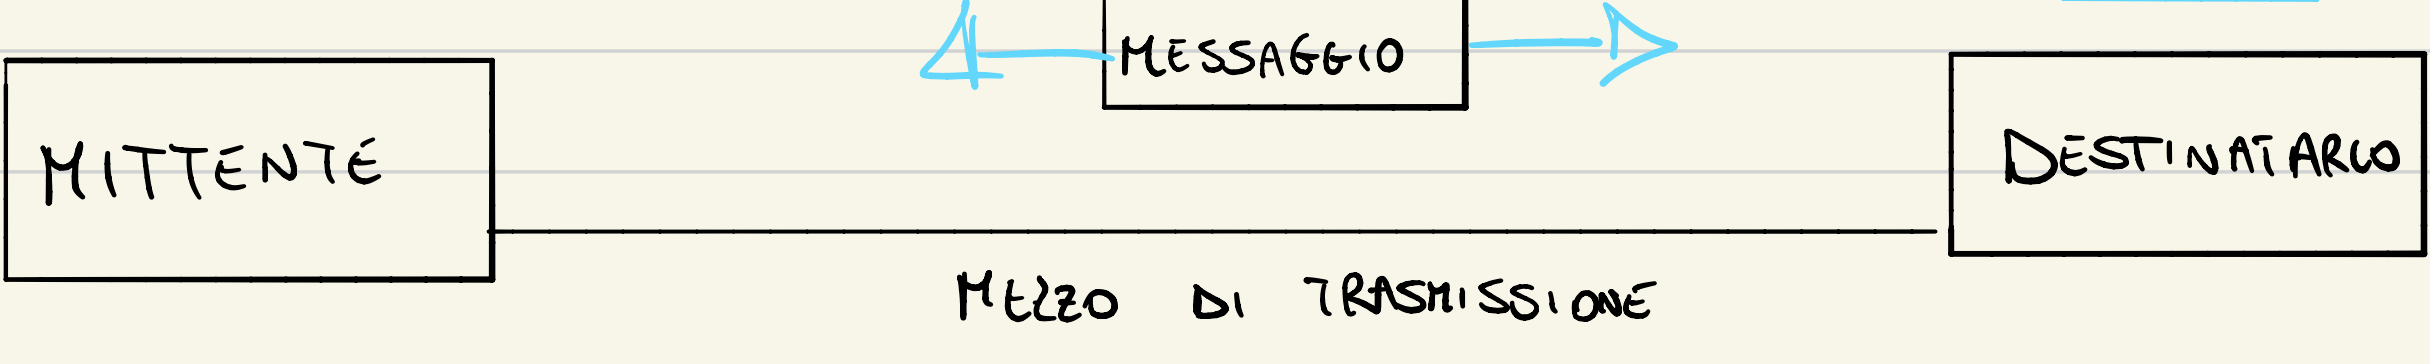 MESSAGGIO
MITTENTE
DESTINATARIO
MEZZO DI TRASMISSIONE